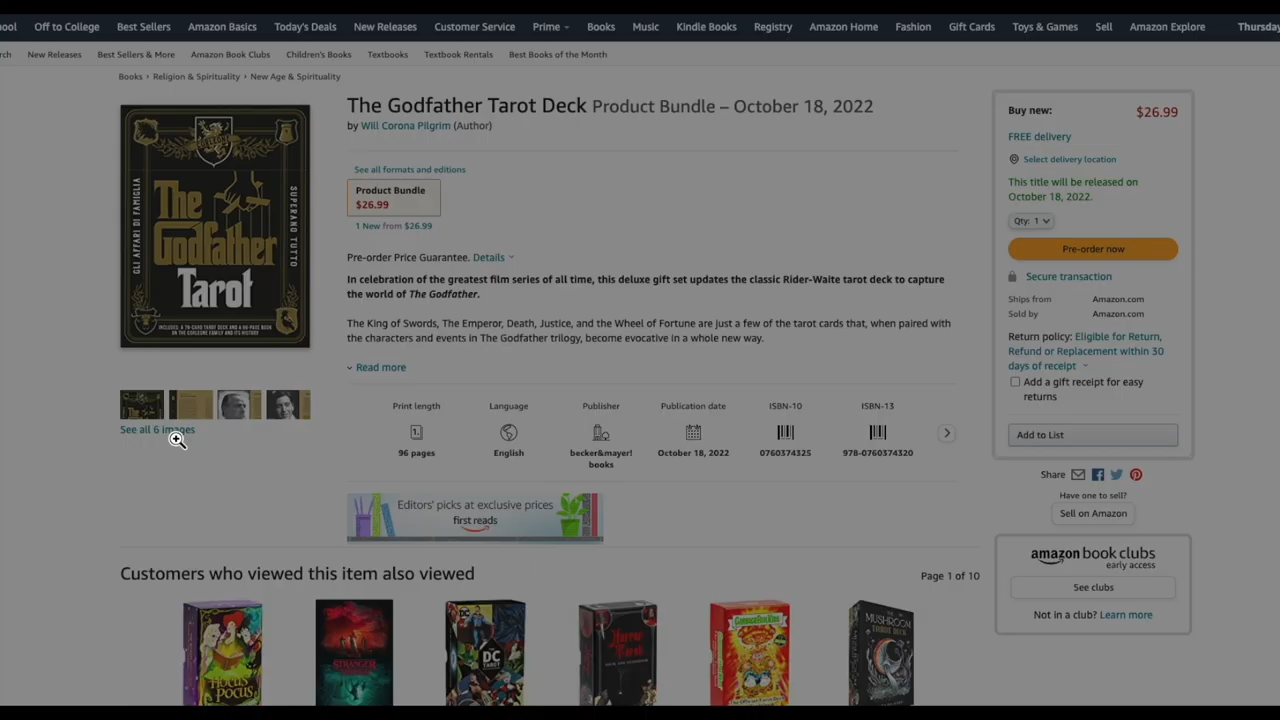 ool Off to College Best Sellers Amazon Basics Today's Deals New Releases Customer Service Prime Books Music Kindle Books Registry Amazon Home Fashion Gift Cards Toys & Games Sell Amazon Explore Thursday
rch New Releases Best Sellers & More Amazon Book Clubs Children's Books Textbooks Textbook Rentals Best Books of the Month
Books › Religion & Spirituality › New Age & Spirituality
The Godfather Tarot Deck Product Bundle – October 18, 2022
by Will Corona Pilgrim (Author)
See all formats and editions
Product Bundle
$26.99
1 New from $26.99
Pre-order Price Guarantee. Details
In celebration of the greatest film series of all time, this deluxe gift set updates the classic Rider-Waite tarot deck to capture
the world of The Godfather.
The King of Swords, The Emperor, Death, Justice, and the Wheel of Fortune are just a few of the tarot cards that, when paired with
the characters and events in The Godfather trilogy, become evocative in a whole new way.
Read more
GLI AFFARI DI FAMIGLIA
SUPERANO TUTTO
The
Godfather
Tarot
INCLUDES: A 78-CARD TAROT DECK AND A 96-PAGE BOOK
ON THE CORLEONE FAMILY AND ITS HISTORY
See all 6 images
Print length
96 pages
Language
English
Publisher
becker&mayer!
books
Publication date
October 18, 2022
ISBN-10
0760374325
ISBN-13
978-0760374320
Editors' picks at exclusive prices
first reads
Buy new: $26.99
FREE delivery
Select delivery location
This title will be released on
October 18, 2022.
Qty: 1
Pre-order now
Secure transaction
Ships from Amazon.com
Sold by Amazon.com
Return policy: Eligible for Return,
Refund or Replacement within 30
days of receipt
Add a gift receipt for easy
returns
Add to List
Share
Have one to sell?
Sell on Amazon
amazon book clubs
early access
See clubs
Not in a club? Learn more
Customers who viewed this item also viewed
Page 1 of 10
HOCUS
POCUS
STRANGER
DC
TAROT
Horror
Tarot
GARBAGE PAIL KIDS
THE
MUSHROOM
TAROT DECK